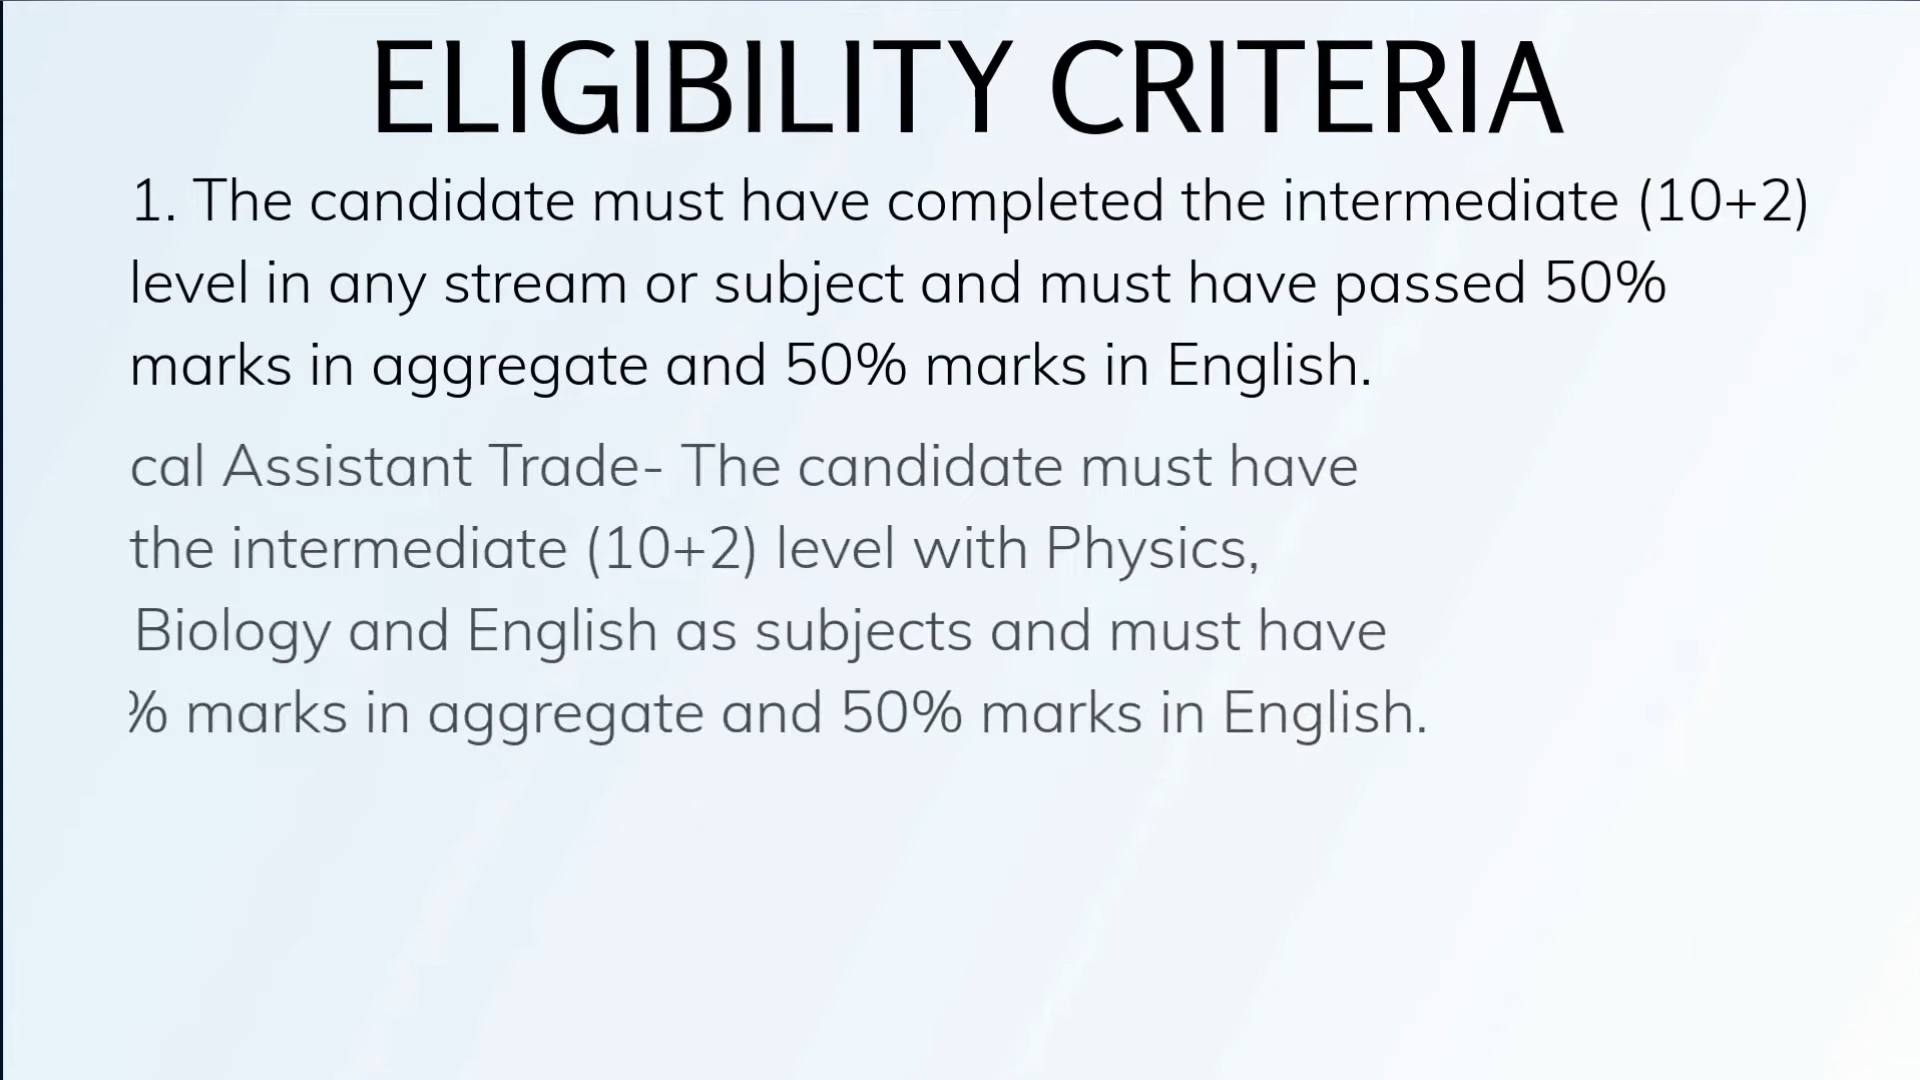 ELIGIBILITY CRITERIA
1. The candidate must have completed the intermediate (10+2)
level in any stream or subject and must have passed 50%
marks in aggregate and 50% marks in English.
cal Assistant Trade- The candidate must have
the intermediate (10+2) level with Physics,
Biology and English as subjects and must have
% marks in aggregate and 50% marks in English.